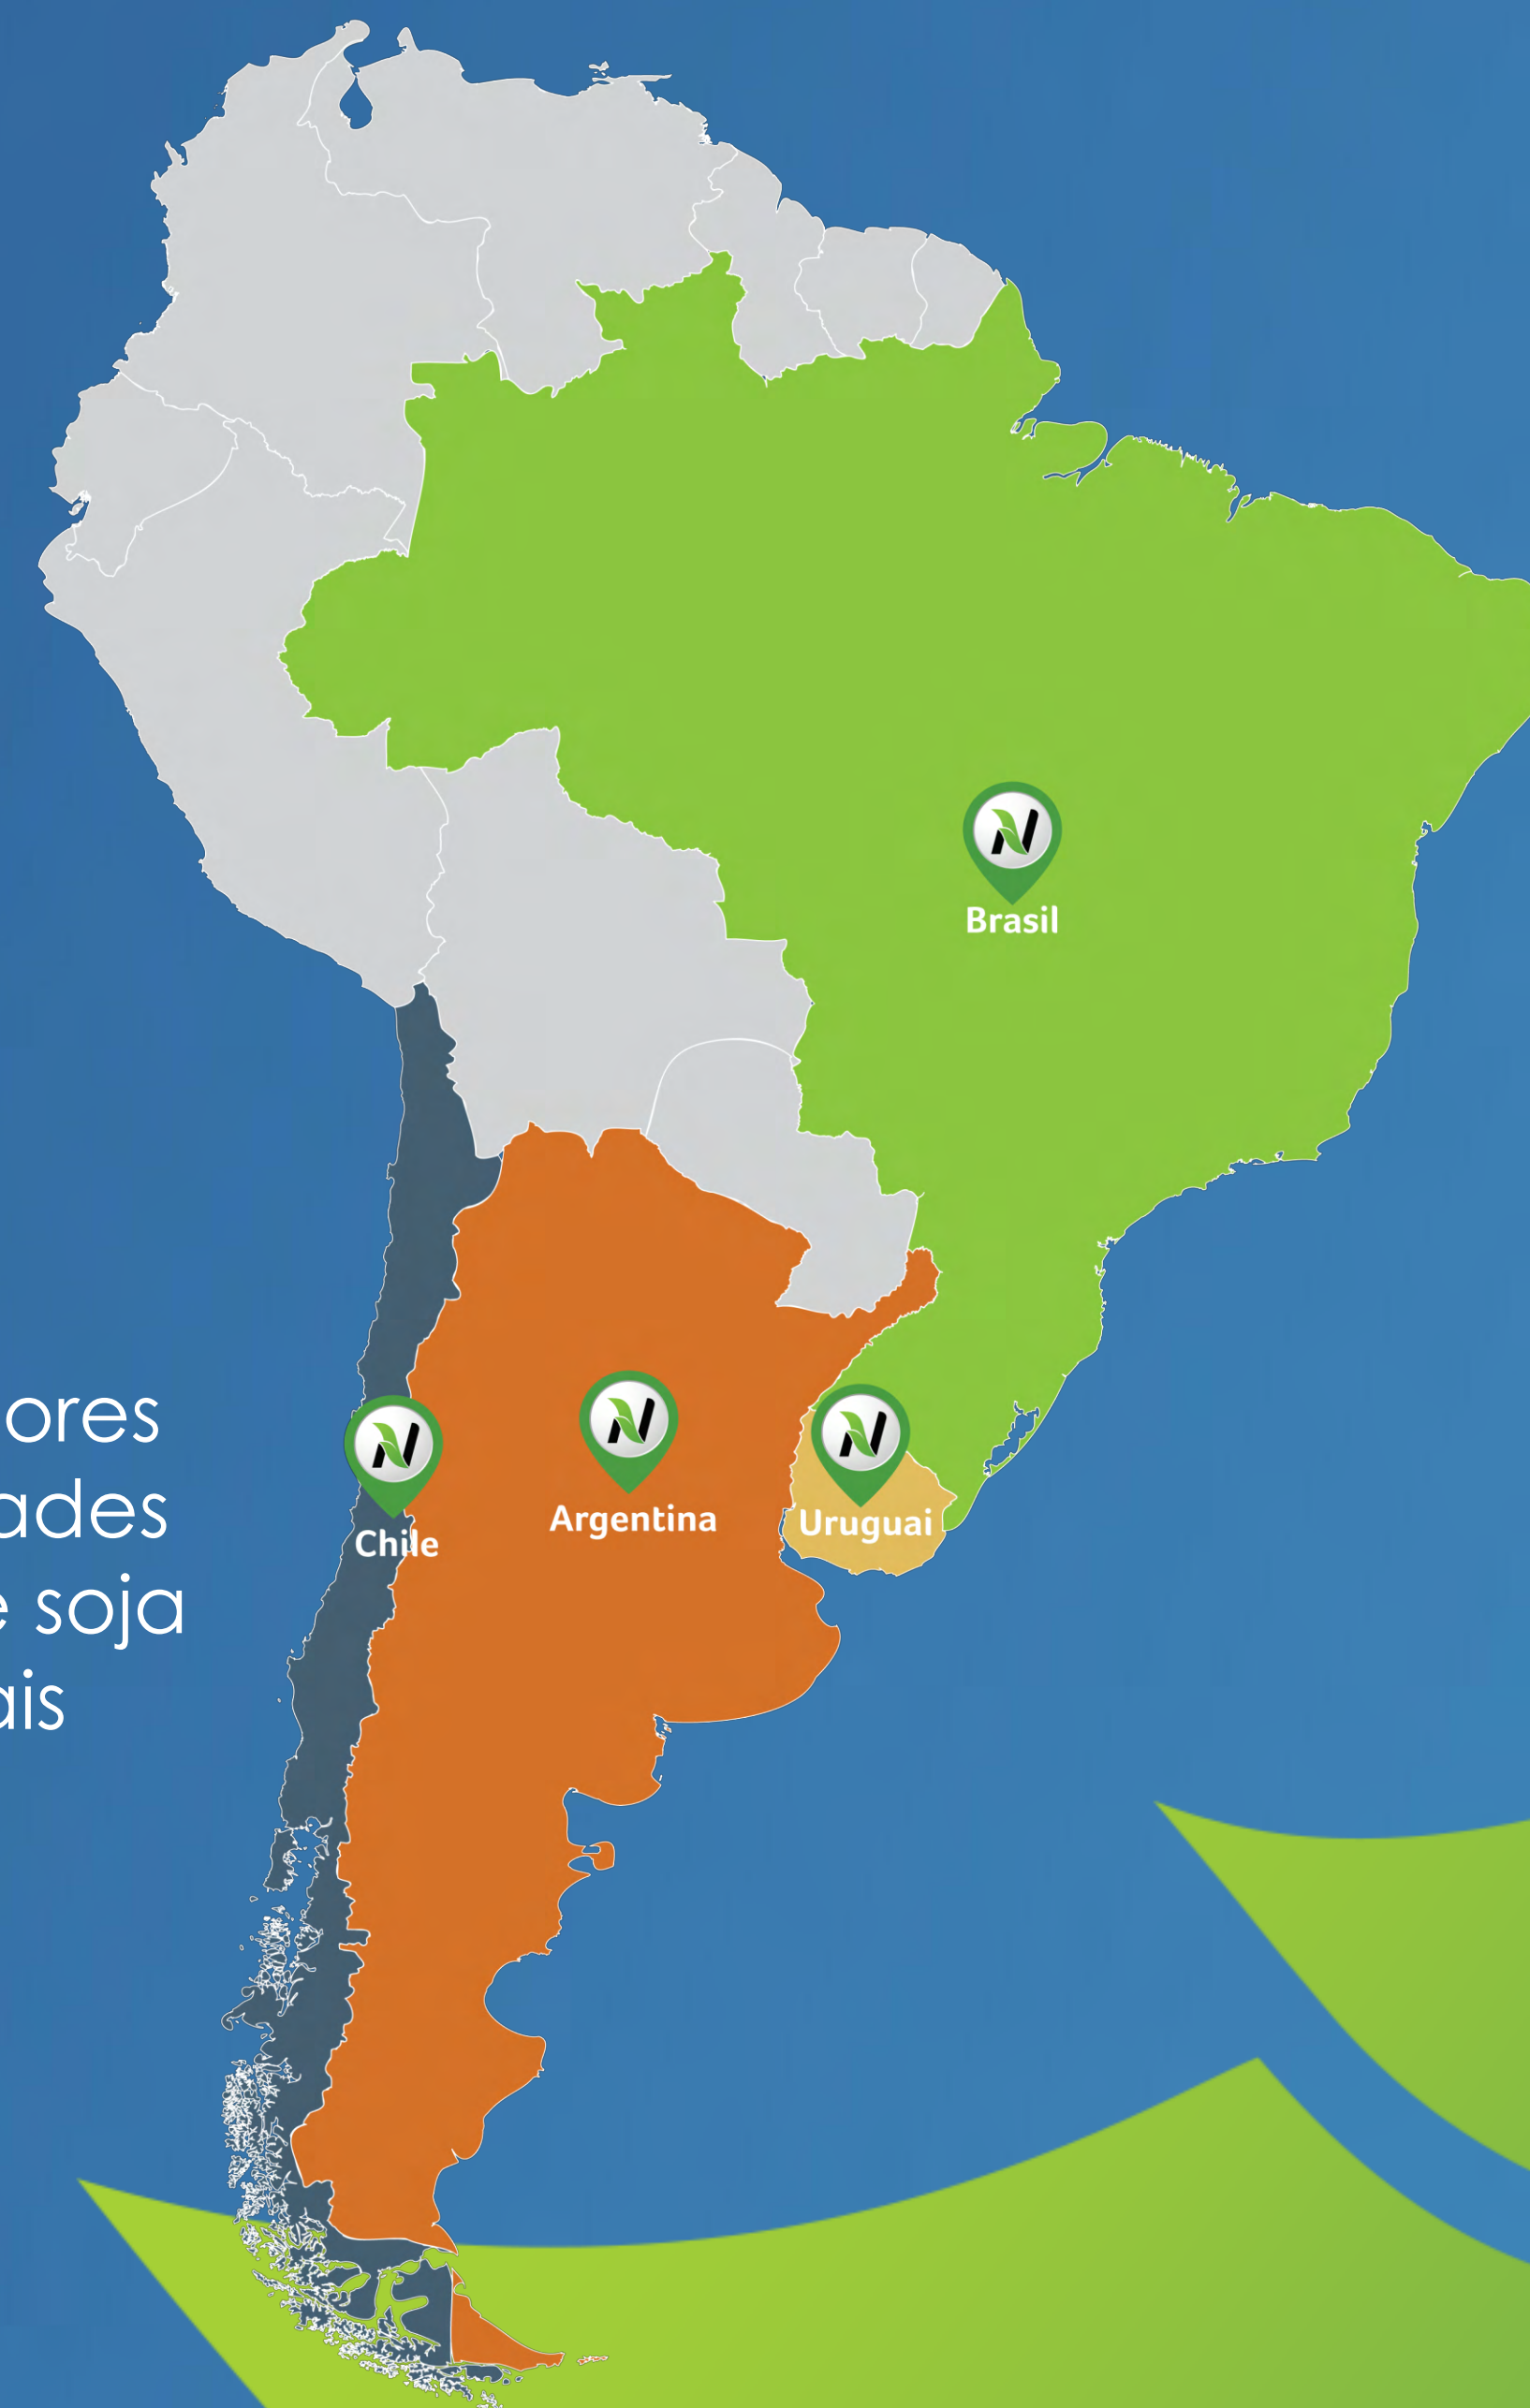 Brasil
Argentina
Uruguai
Chile
ores
ades
e soja
ais